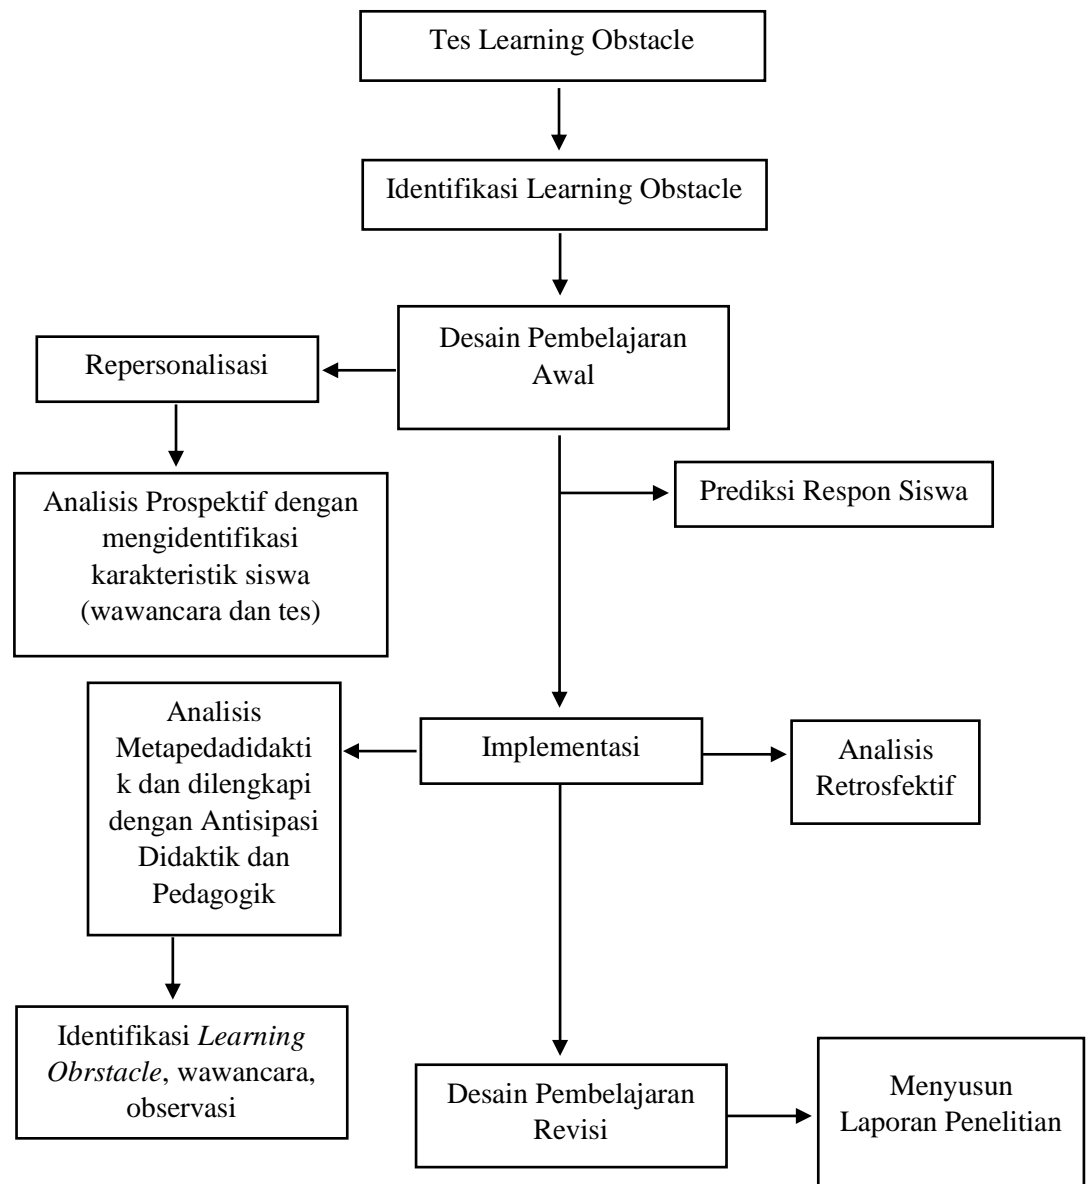 Tes Learning Obstacle
Identifikasi Learning Obstacle
Desain Pembelajaran
Awal
Repersonalisasi
Analisis Prospektif dengan
mengidentifikasi
karakteristik siswa
(wawancara dan tes)
Prediksi Respon Siswa
Analisis
Metapedadidakti
k dan dilengkapi
dengan Antisipasi
Didaktik dan
Pedagogik
Implementasi
Analisis
Retrosfektif
Identifikasi Learning
Obrstacle, wawancara,
observasi
Desain Pembelajaran
Revisi
Menyusun
Laporan Penelitian